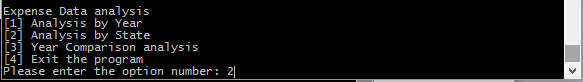 Expense Data analysis
[1] Analysis by Year
[2] Analysis by State
[3] Year Comparison analysis
[4] Exit the program
Please enter the option number: 2